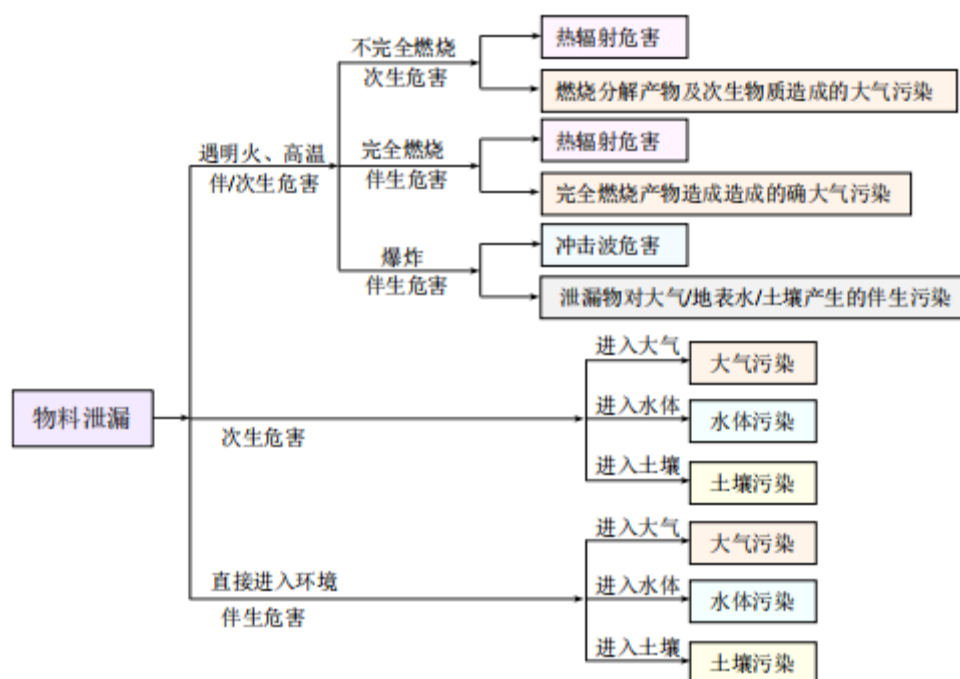 不完全燃烧
次生危害
热辐射危害
燃烧分解产物及次生物质造成的大气污染
遇明火、高温
伴/次生危害
完全燃烧
伴生危害
热辐射危害
完全燃烧产物造成造成的确大气污染
爆炸
伴生危害
冲击波危害
泄漏物对大气/地表水/土壤产生的伴生污染
物料泄漏
次生危害
进入大气
大气污染
进入水体
水体污染
进入土壤
土壤污染
直接进入环境
伴生危害
进入大气
大气污染
进入水体
水体污染
进入土壤
土壤污染